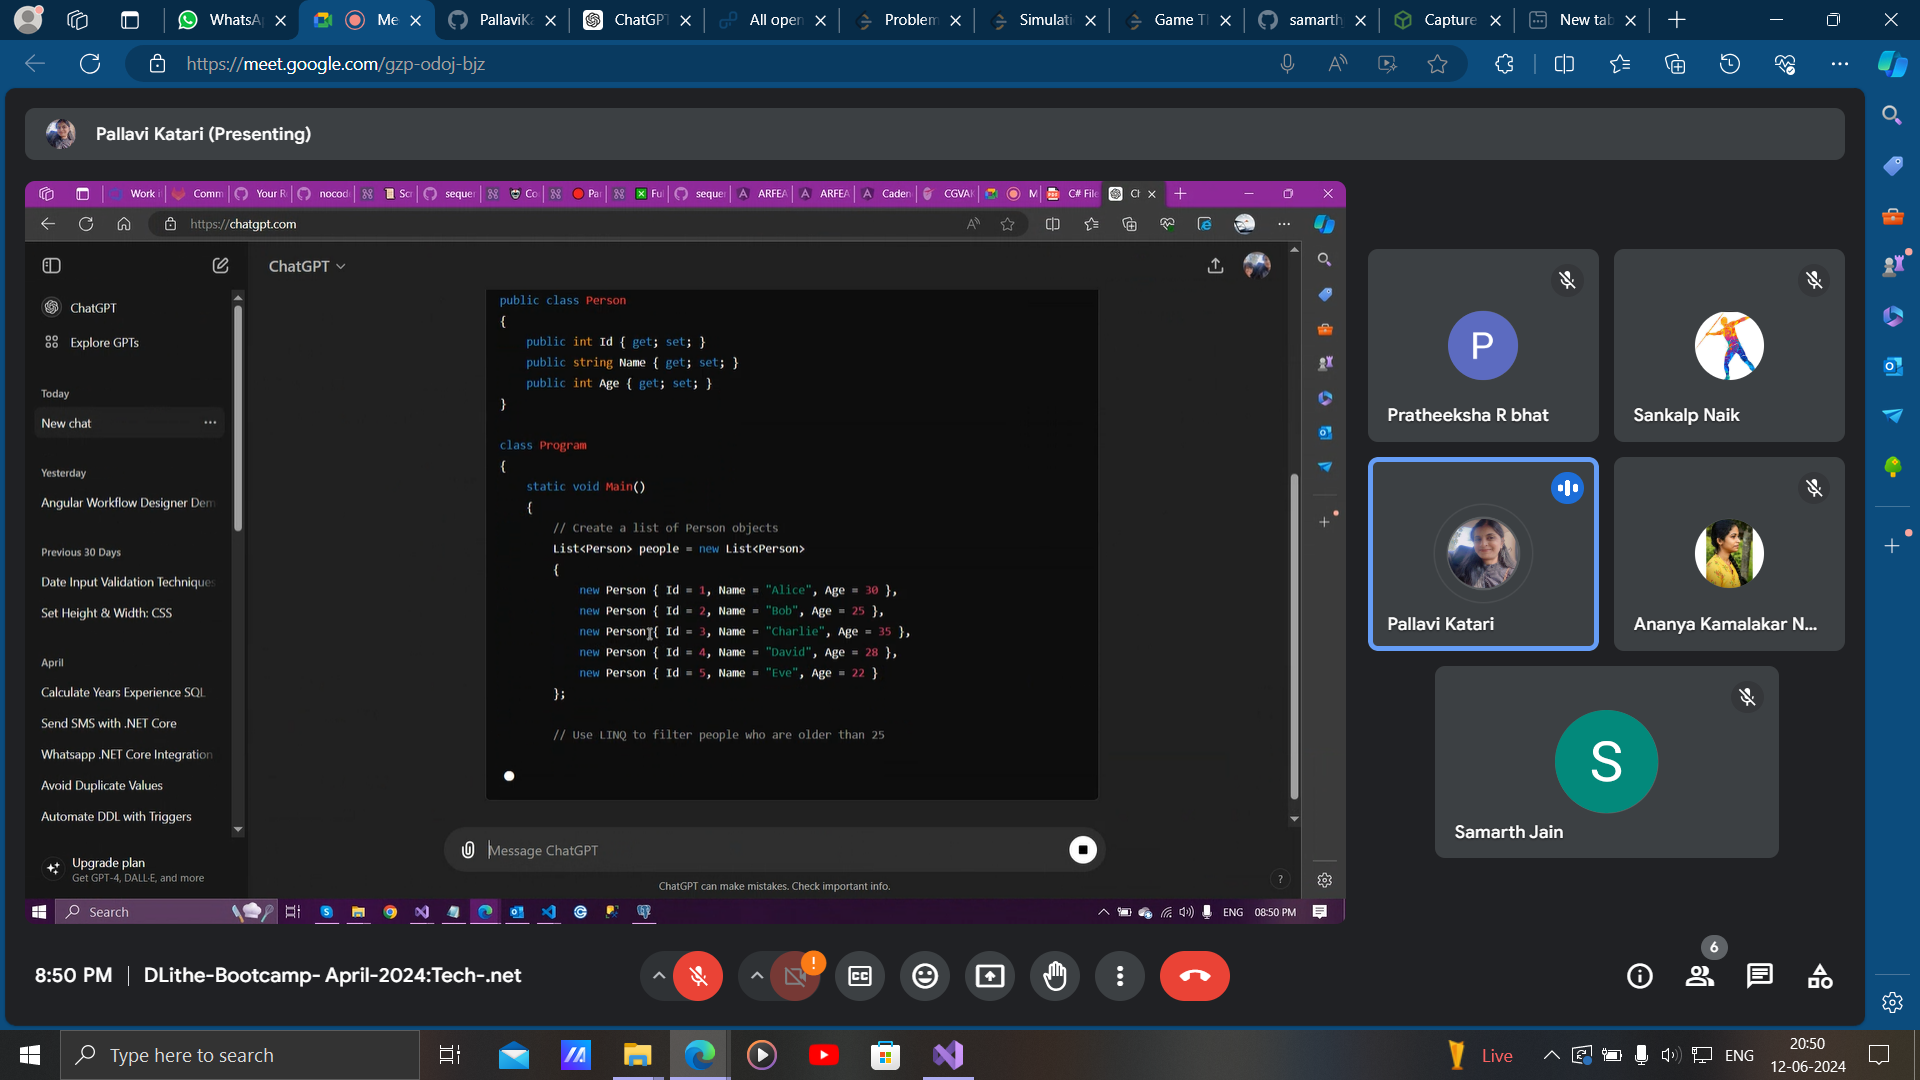 WhatsA
Me
PallaviK
ChatGP
All open
Problem
Simulati
Game T
samarth
Capture
New tab
https://meet.google.com/gzp-odoj-bjz
Pallavi Katari (Presenting)
Work i
Comm
Your R
nocod
Scr
sequer
Co
Par
Ful
sequer
ARFEA
ARFEA
Caden
CGVAK
M
C# File
Ch
https://chatgpt.com
ChatGPT
ChatGPT
Explore GPTs
Today
New chat
Yesterday
Angular Workflow Designer Dem
Previous 30 Days
Date Input Validation Techniques
Set Height & Width: CSS
April
Calculate Years Experience SQL
Send SMS with .NET Core
Whatsapp .NET Core Integration
Avoid Duplicate Values
Automate DDL with Triggers
Upgrade plan
Get GPT-4, DALL·E, and more
public class Person
{
public int Id { get; set; }
public string Name { get; set; }
public int Age { get; set; }
}
class Program
{
static void Main()
{
// Create a list of Person objects
List<Person> people = new List<Person>
{
new Person { Id = 1, Name = "Alice", Age = 30 },
new Person { Id = 2, Name = "Bob", Age = 25 },
new Person { Id = 3, Name = "Charlie", Age = 35 },
new Person { Id = 4, Name = "David", Age = 28 },
new Person { Id = 5, Name = "Eve", Age = 22 }
};
// Use LINQ to filter people who are older than 25
Message ChatGPT
ChatGPT can make mistakes. Check important info.
?
Search
ENG
08:50 PM
P
Pratheeksha R bhat
Sankalp Naik
Pallavi Katari
Ananya Kamalakar N...
S
Samarth Jain
8:50 PM
DLithe-Bootcamp- April-2024:Tech-.net
!
CC
6
Type here to search
Live
ENG
20:50
12-06-2024